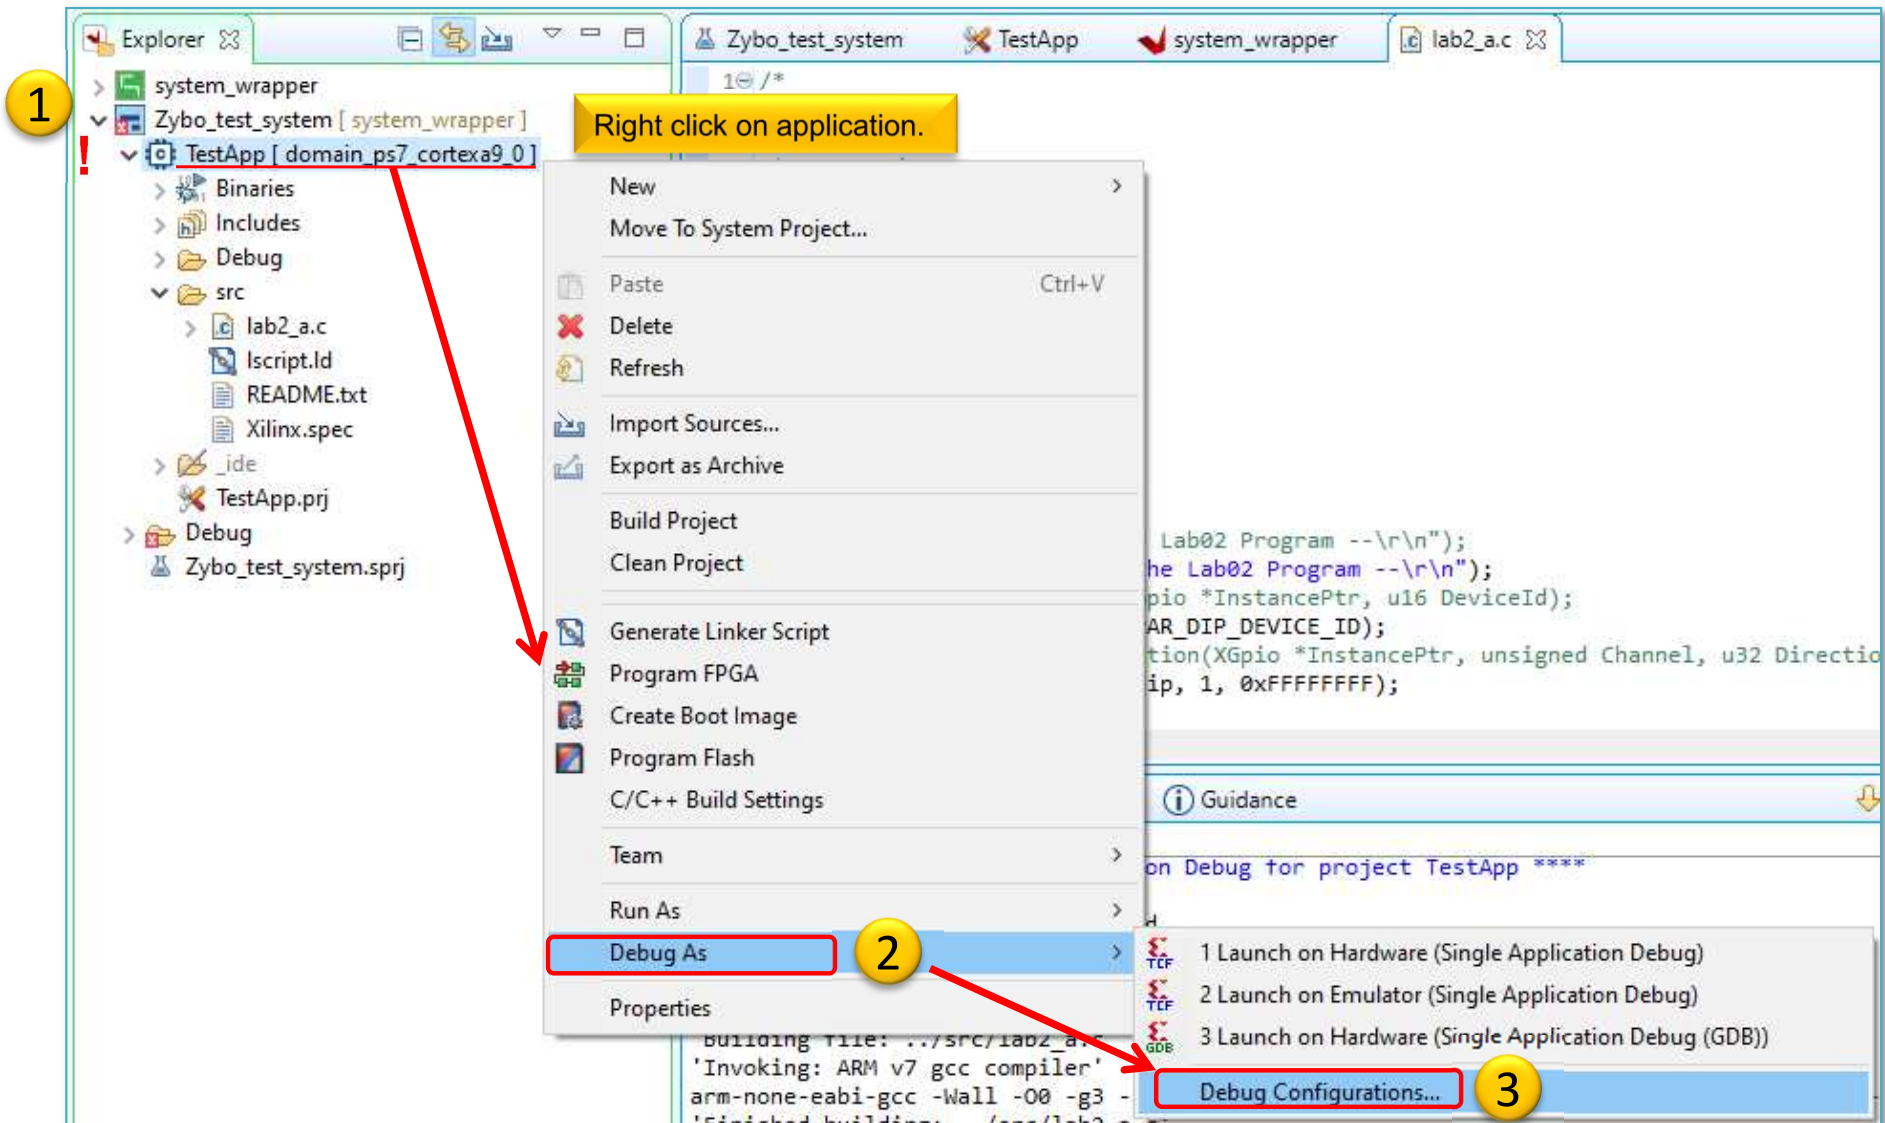 Explorer
Zybo_test_system
TestApp
system_wrapper
lab2_a.c
1
system_wrapper
Zybo_test_system [ system_wrapper ]
!
TestApp [ domain_ps7_cortexa9_0 ]
Binaries
Includes
Debug
src
lab2_a.c
lscript.ld
README.txt
Xilinx.spec
_ide
TestApp.prj
Debug
Zybo_test_system.sprj
1 /*
Right click on application.
New
Move To System Project...
Paste Ctrl+V
Delete
Refresh
Import Sources...
Export as Archive
Build Project
Clean Project
Generate Linker Script
Program FPGA
Create Boot Image
Program Flash
C/C++ Build Settings
Team
Run As
Debug As
2
Properties
Lab02 Program --\r\n");
he Lab02 Program --\r\n");
pio *InstancePtr, u16 DeviceId);
AR_DIP_DEVICE_ID);
tion(XGpio *InstancePtr, unsigned Channel, u32 Directio
ip, 1, 0xFFFFFFFF);
Guidance
on Debug for project TestApp ****
1 Launch on Hardware (Single Application Debug)
2 Launch on Emulator (Single Application Debug)
3 Launch on Hardware (Single Application Debug (GDB))
Debug Configurations...
3
Building file: ../src/lab2_a.c
'Invoking: ARM v7 gcc compiler'
arm-none-eabi-gcc -Wall -O0 -g3 -